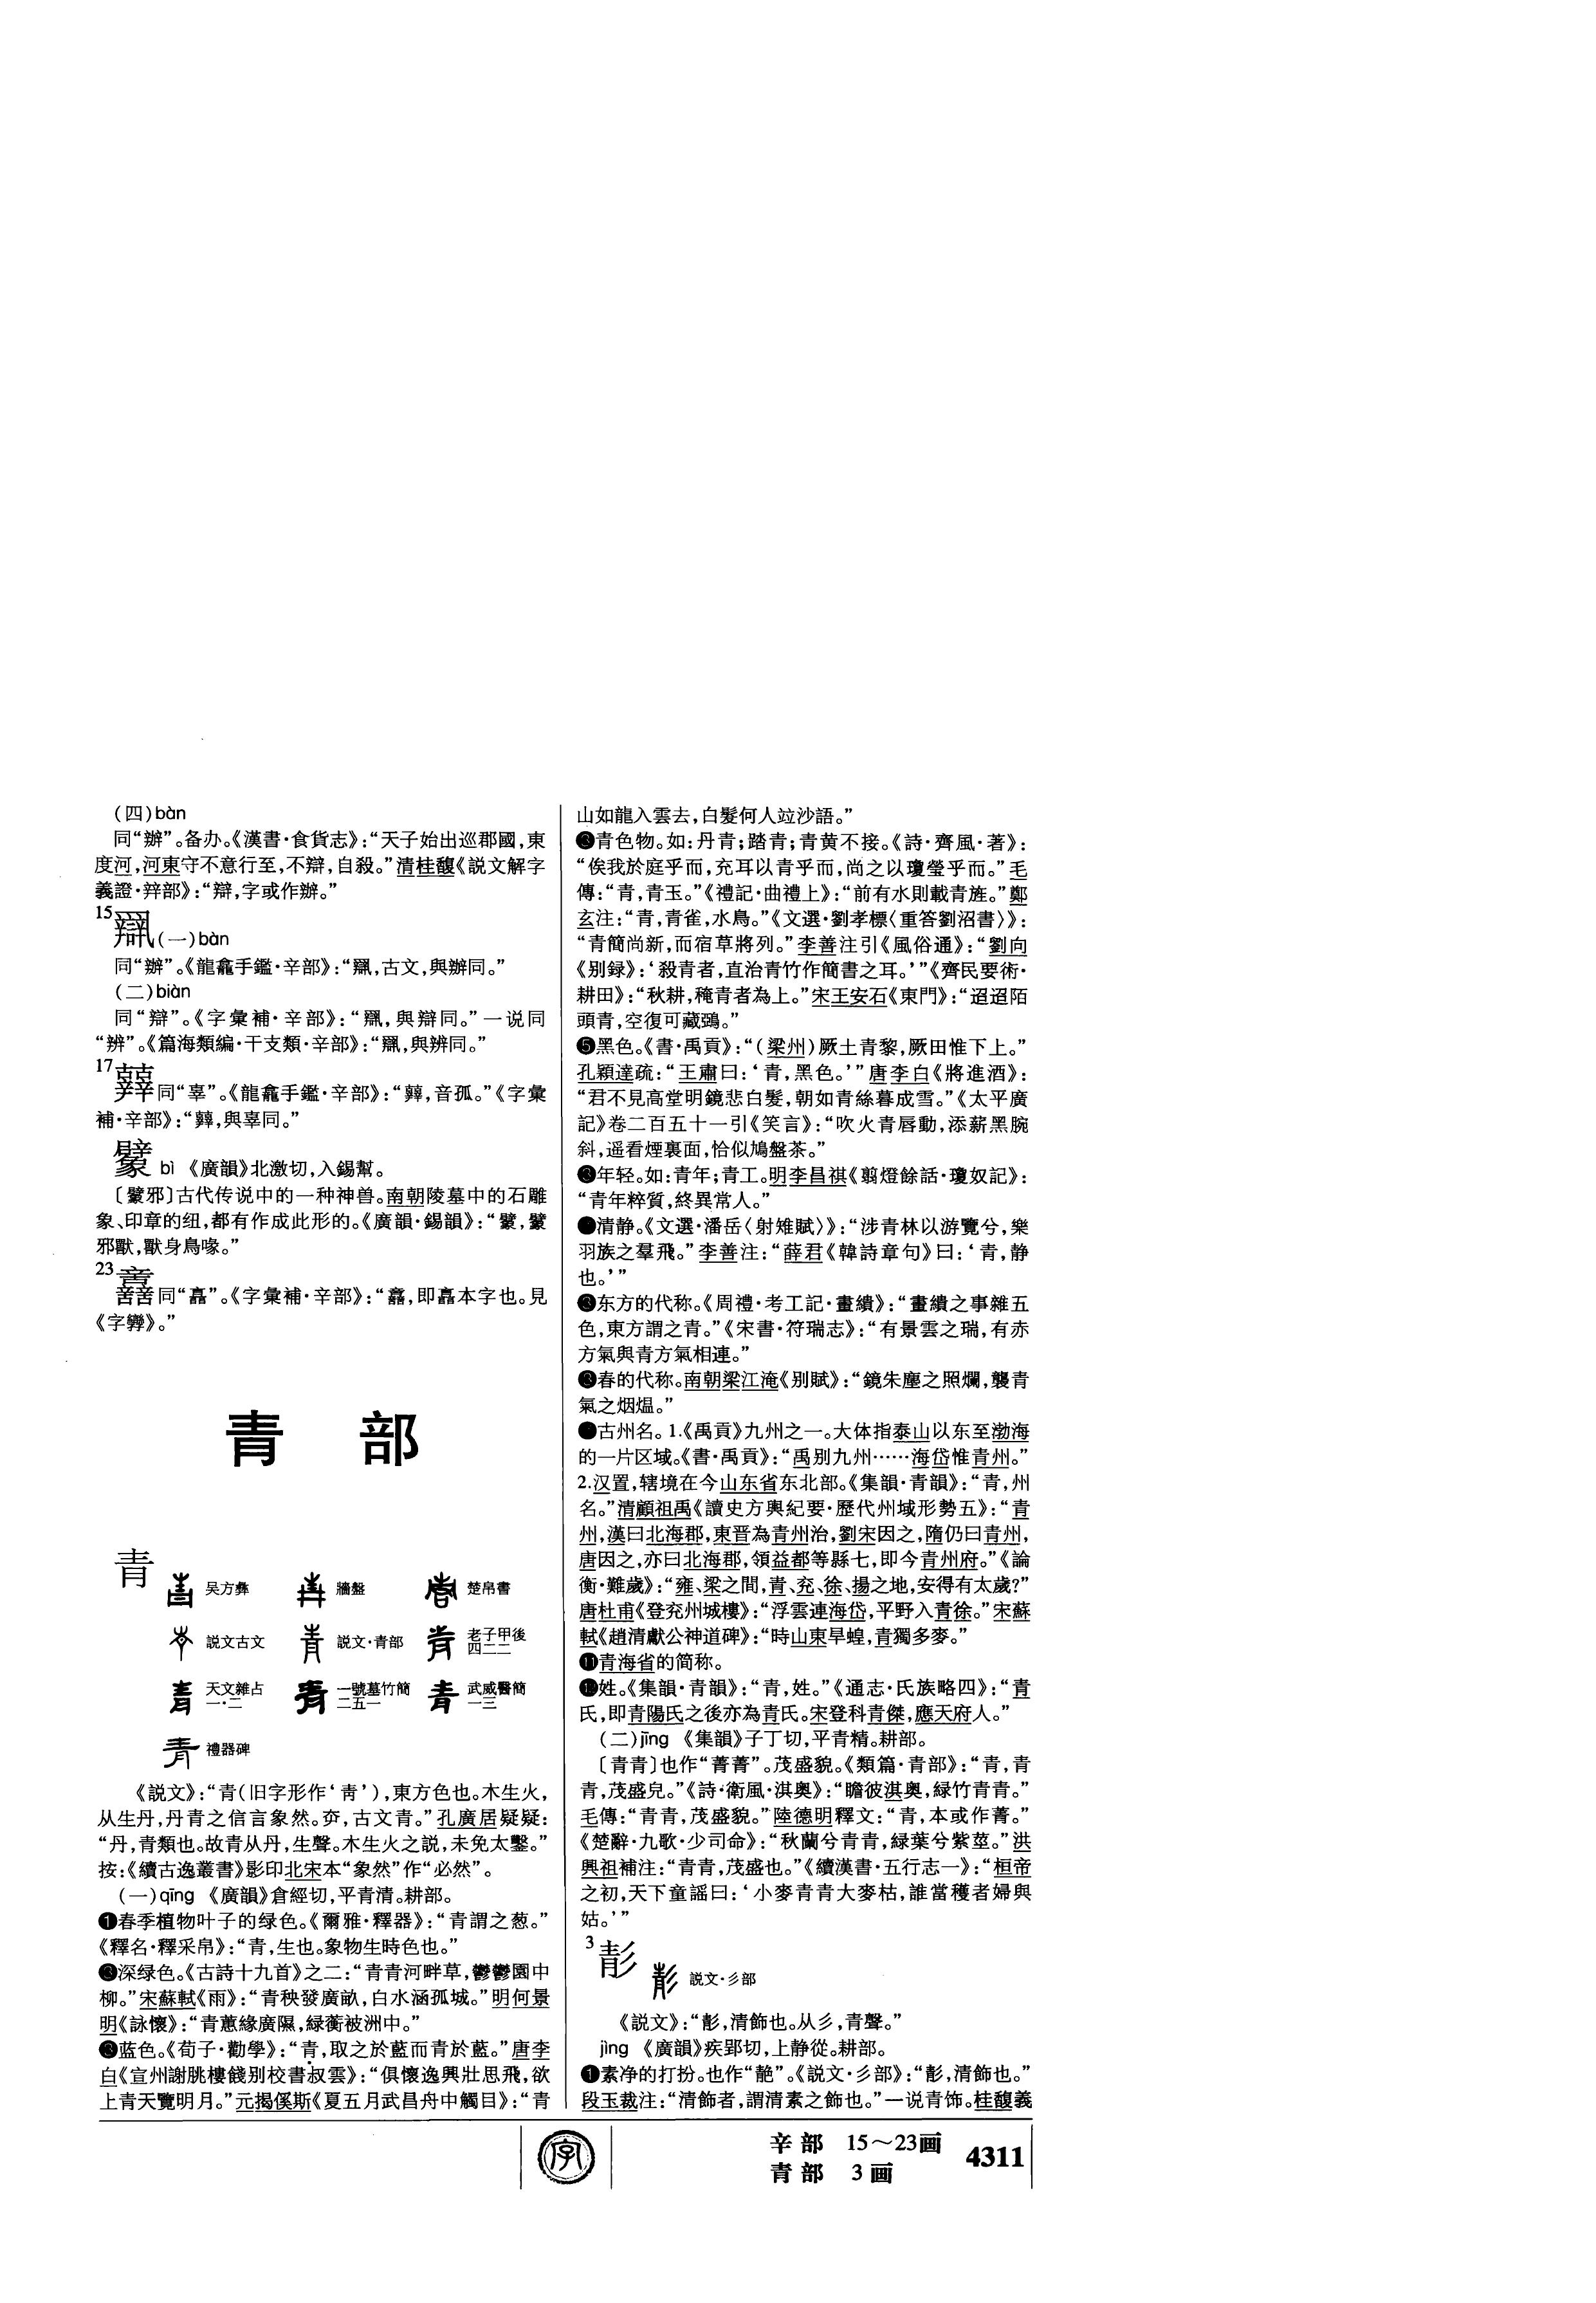 (四)bàn
同“辦”。备办。《漢書·食貨志》：“天子始出巡郡國，東
度河，河東守不意行至，不辯，自殺。”清桂馥《説文解字
義證·辡部》：“辯，字或作辦。”
15
(一)bàn
同“辦”。《龍龕手鑑·辛部》：“，古文，與辦同。”
(二)biàn
同“辯”。《字彙補·辛部》：“，與辯同。”一说同
“辨”。《篇海類編·干支類·辛部》：“，與辨同。”
17
同“辜”。《龍龕手鑑·辛部》：“，音孤。”《字彙
補·辛部》：“，與辜同。”
bì 《廣韻》北激切，入錫幫。
〔邪〕古代传说中的一种神兽。南朝陵墓中的石雕
象、印章的纽，都有作成此形的。《廣韻·錫韻》：“，
邪獸，獸身鳥喙。”
23
同“”。《字彙補·辛部》：“，即本字也。見
《字》。”
青 部
青
吴方彝 牆盤 楚帛書
説文古文 説文·青部 老子甲後四二二
天文雜占一·二 一號墓竹簡二五一 武威醫簡一三
禮器碑
《説文》：“青(旧字形作‘靑’)，東方色也。木生火，
从生丹，丹青之信言象然。，古文青。”孔廣居疑疑：
“丹，青類也。故青从丹，生聲。木生火之説，未免太鑿。”
按：《續古逸叢書》影印北宋本“象然”作“必然”。
(一)qīng 《廣韻》倉經切，平青清。耕部。
❶春季植物叶子的绿色。《爾雅·釋器》：“青謂之葱。”
《釋名·釋采帛》：“青，生也。象物生時色也。”
深绿色。《古詩十九首》之二：“青青河畔草，鬱鬱園中
柳。”宋蘇軾《雨》：“青秧發廣畝，白水涵孤城。”明何景
明《詠懷》：“青蕙緣廣隰，緑蘅被洲中。”
❸蓝色。《荀子·勸學》：“青，取之於藍而青於藍。”唐李
白《宣州謝朓樓餞别校書叔雲》：“俱懷逸興壯思飛，欲
上青天覽明月。”元揭傒斯《夏五月武昌舟中觸目》：“青
山如龍入雲去，白髮何人竝沙語。”
青色物。如：丹青；踏青；青黄不接。《詩·齊風·著》：
“俟我於庭乎而，充耳以青乎而，尚之以瓊瑩乎而。”毛
傳：“青，青玉。”《禮記·曲禮上》：“前有水則載青旌。”鄭
玄注：“青，青雀，水鳥。”《文選·劉孝標〈重答劉沼書〉》：
“青簡尚新，而宿草將列。”李善注引《風俗通》：“劉向
《别録》：‘殺青者，直治青竹作簡書之耳。’”《齊民要術·
耕田》：“秋耕，䅖青者為上。”宋王安石《東門》：“迢迢陌
頭青，空復可藏鵶。”
❺黑色。《書·禹貢》：“(梁州)厥土青黎，厥田惟下上。”
孔穎達疏：“王肅曰：‘青，黑色。’”唐李白《將進酒》：
“君不見高堂明鏡悲白髮，朝如青絲暮成雪。”《太平廣
記》卷二百五十一引《笑言》：“吹火青唇動，添薪黑腕
斜，遥看煙裏面，恰似鳩盤茶。”
年轻。如：青年；青工。明李昌祺《翦燈餘話·瓊奴記》：
“青年粹質，終異常人。”
清静。《文選·潘岳〈射雉賦〉》：“涉青林以游覽兮，樂
羽族之羣飛。”李善注：“薛君《韓詩章句》曰：‘青，静
也。’”
东方的代称。《周禮·考工記·畫繢》：“畫繢之事雜五
色，東方謂之青。”《宋書·符瑞志》：“有景雲之瑞，有赤
方氣與青方氣相連。”
春的代称。南朝梁江淹《别賦》：“鏡朱塵之照爛，襲青
氣之烟煴。”
古州名。1.《禹貢》九州之一。大体指泰山以东至渤海
的一片区域。《書·禹貢》：“禹别九州……海岱惟青州。”
2.汉置，辖境在今山东省东北部。《集韻·青韻》：“青，州
名。”清顧祖禹《讀史方輿紀要·歷代州域形勢五》：“青
州，漢曰北海郡，東晋為青州治，劉宋因之，隋仍曰青州，
唐因之，亦曰北海郡，領益都等縣七，即今青州府。”《論
衡·難歲》：“雍、梁之間，青、兖、徐、揚之地，安得有太歲?”
唐杜甫《登兖州城樓》：“浮雲連海岱，平野入青徐。”宋蘇
軾《趙清獻公神道碑》：“時山東旱蝗，青獨多麥。”
⓫青海省的简称。
⓬姓。《集韻·青韻》：“青，姓。”《通志·氏族略四》：“青
氏，即青陽氏之後亦為青氏。宋登科青傑，應天府人。”
(二)jīng 《集韻》子丁切，平青精。耕部。
〔青青〕也作“菁菁”。茂盛貌。《類篇·青部》：“青，青
青，茂盛皃。”《詩·衛風·淇奥》：“瞻彼淇奥，緑竹青青。”
毛傳：“青青，茂盛貌。”陸德明釋文：“青，本或作菁。”
《楚辭·九歌·少司命》：“秋蘭兮青青，緑葉兮紫莖。”洪
興祖補注：“青青，茂盛也。”《續漢書·五行志一》：“桓帝
之初，天下童謡曰：‘小麥青青大麥枯，誰當穫者婦與
姑。’”
3
彰 説文·彡部
《説文》：“彭，清飾也。从彡，青聲。”
jìng 《廣韻》疾郢切，上静從。耕部。
❶素净的打扮。也作“靘”。《説文·彡部》：“，清飾也。”
段玉裁注：“清飾者，謂清素之飾也。”一说青饰。桂馥義
字
辛部 15～23画
青部 3画
4311